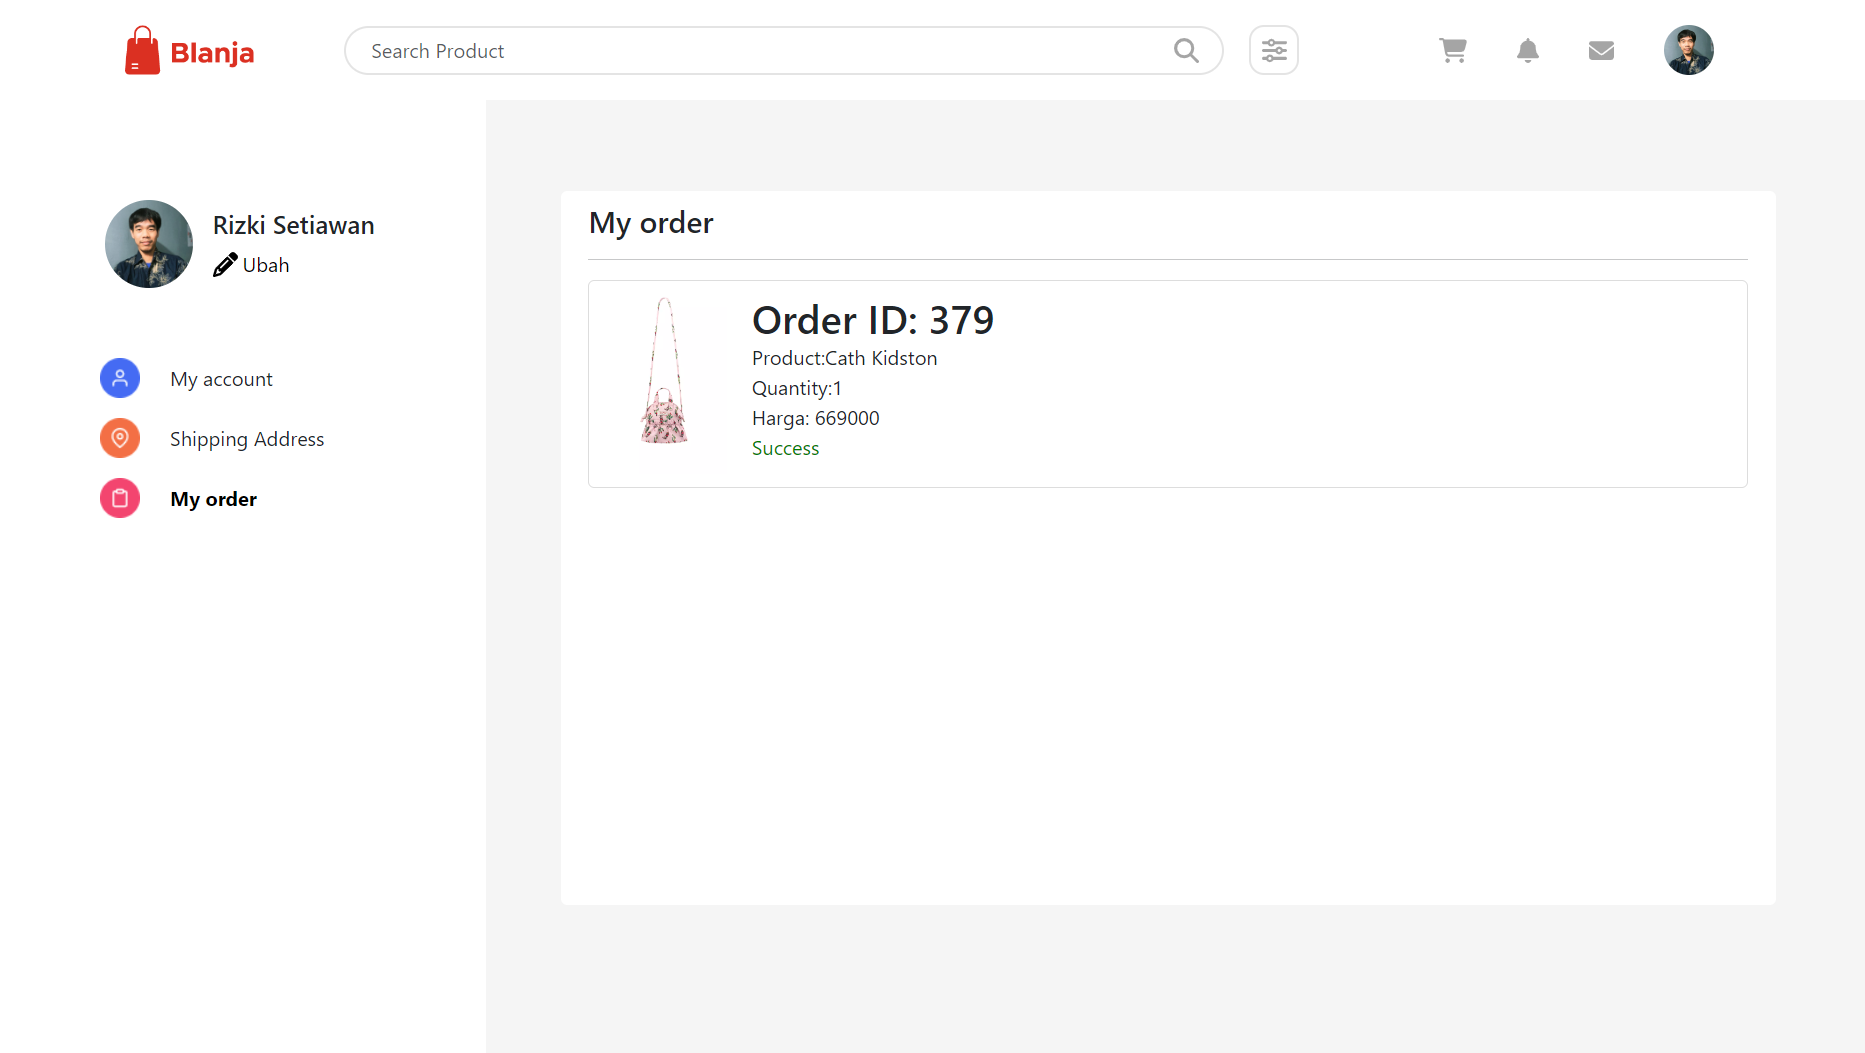 Blanja
Search Product
Rizki Setiawan
Ubah
My account
Shipping Address
My order
My order
Order ID: 379
Product:Cath Kidston
Quantity:1
Harga: 669000
Success